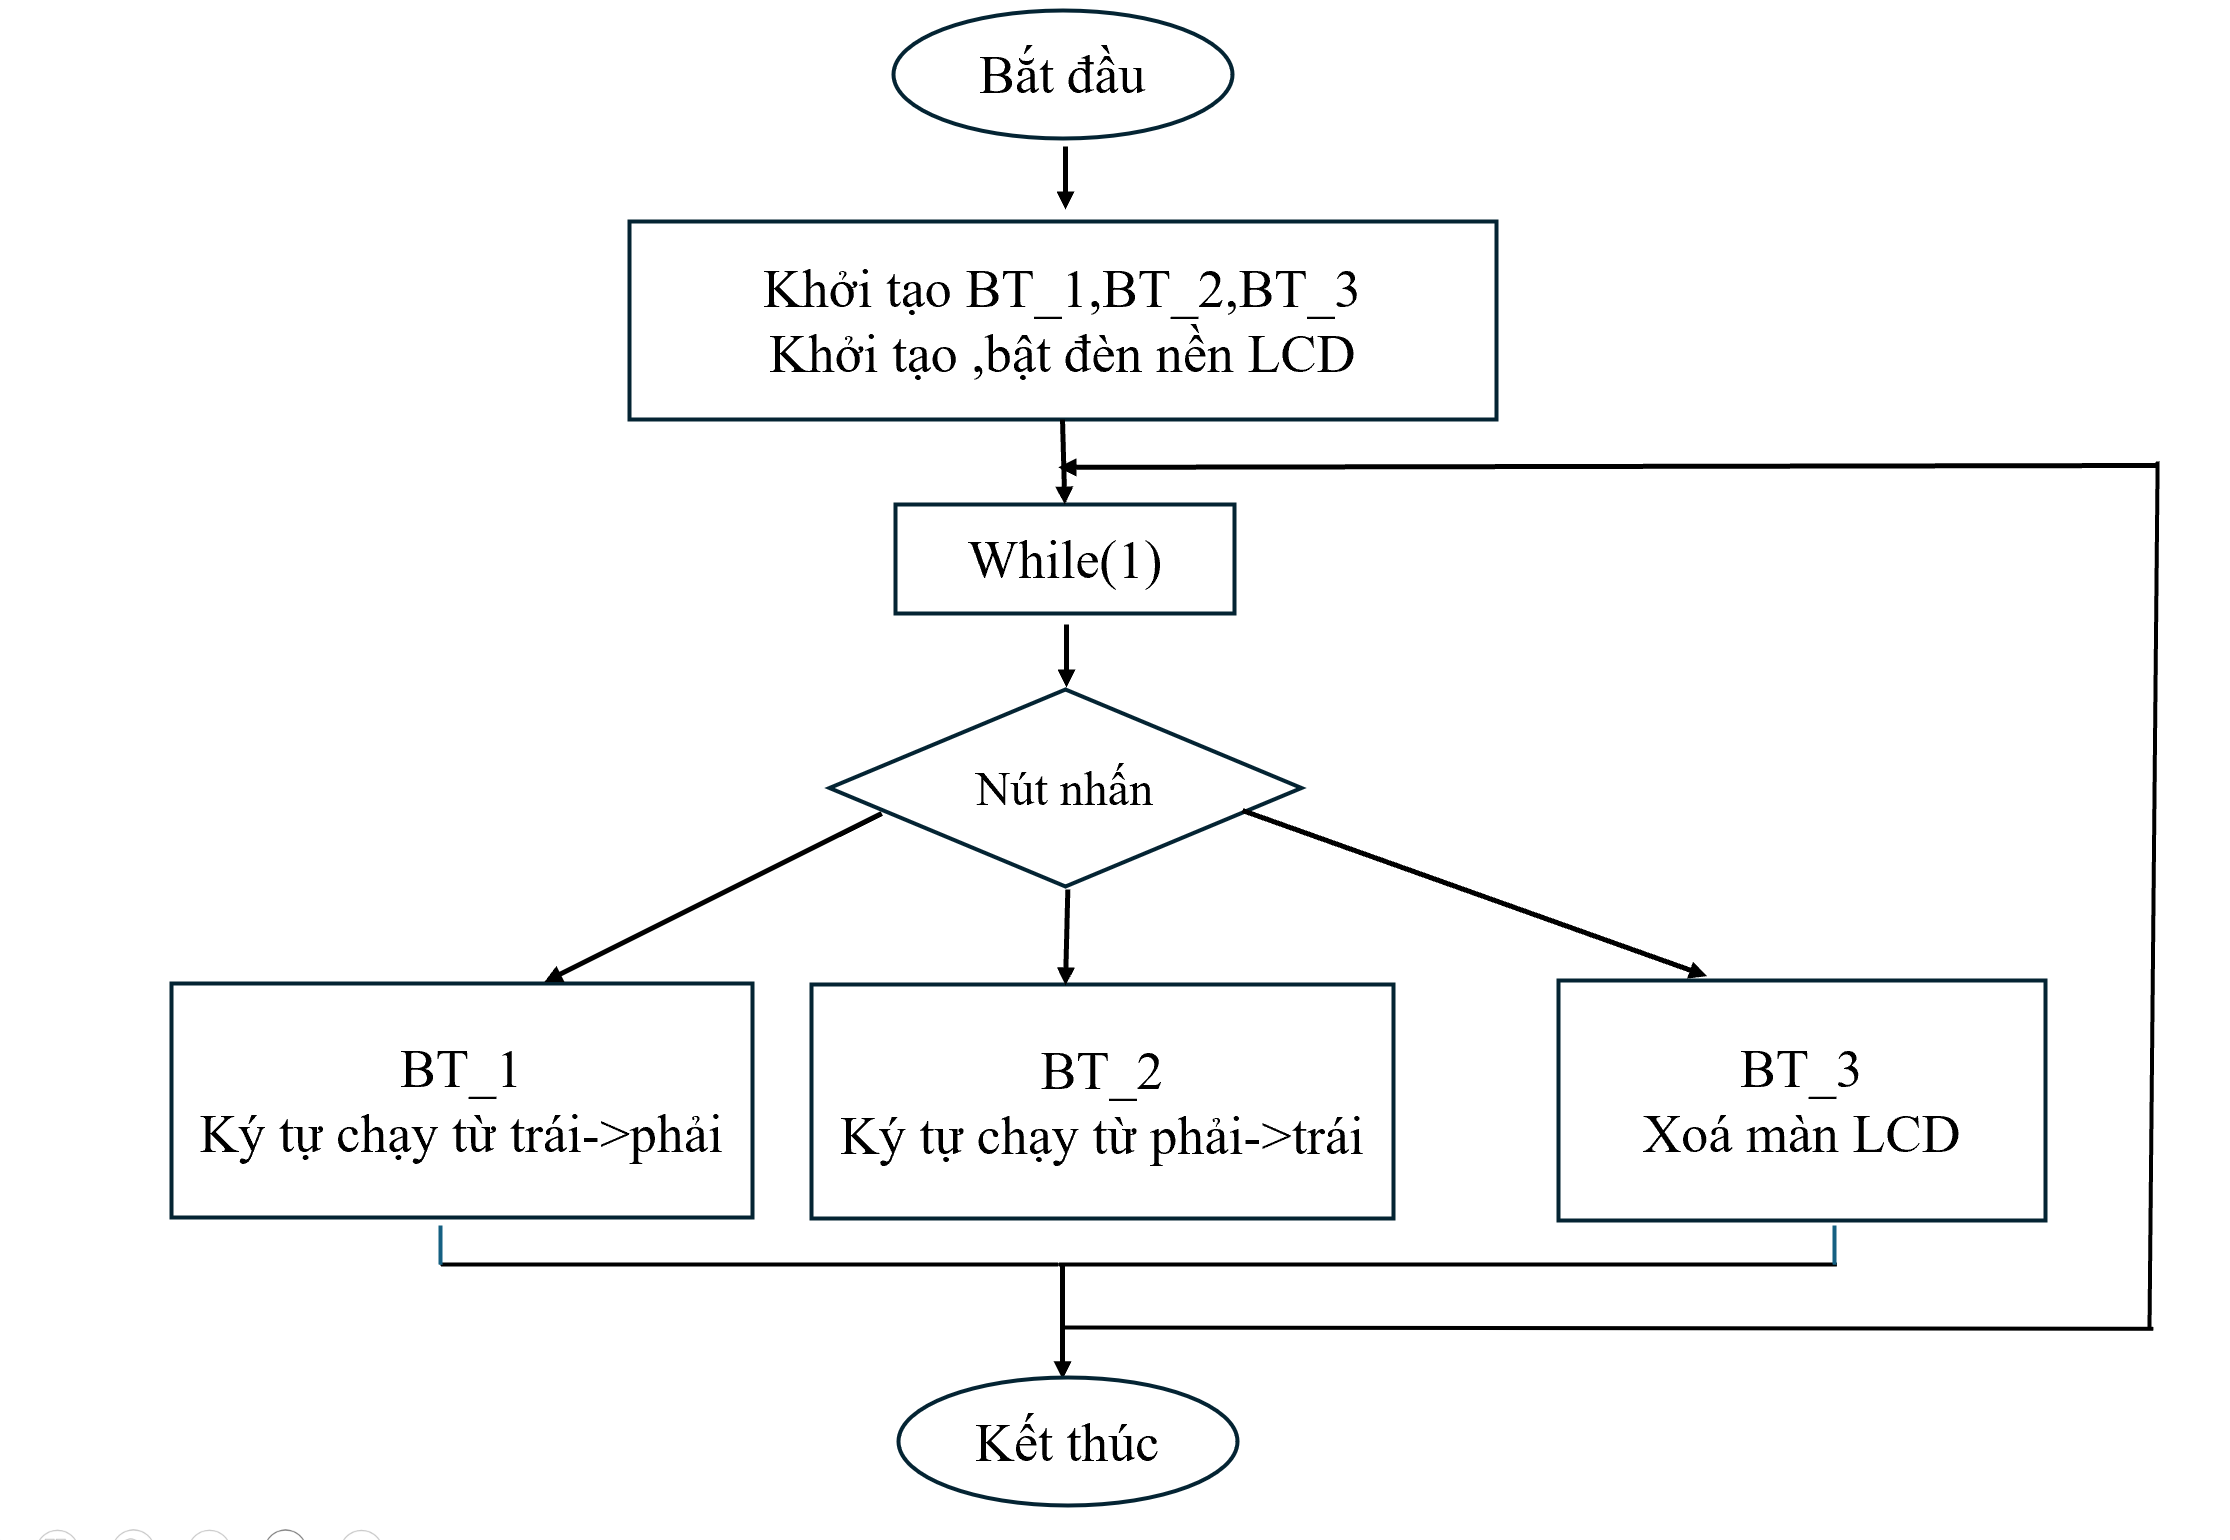 Bắt đầu
Khởi tạo BT_1,BT_2,BT_3
Khởi tạo ,bật đèn nền LCD
While(1)
Nút nhấn
BT_1
Ký tự chạy từ trái->phải
BT_2
Ký tự chạy từ phải->trái
BT_3
Xoá màn LCD
Kết thúc